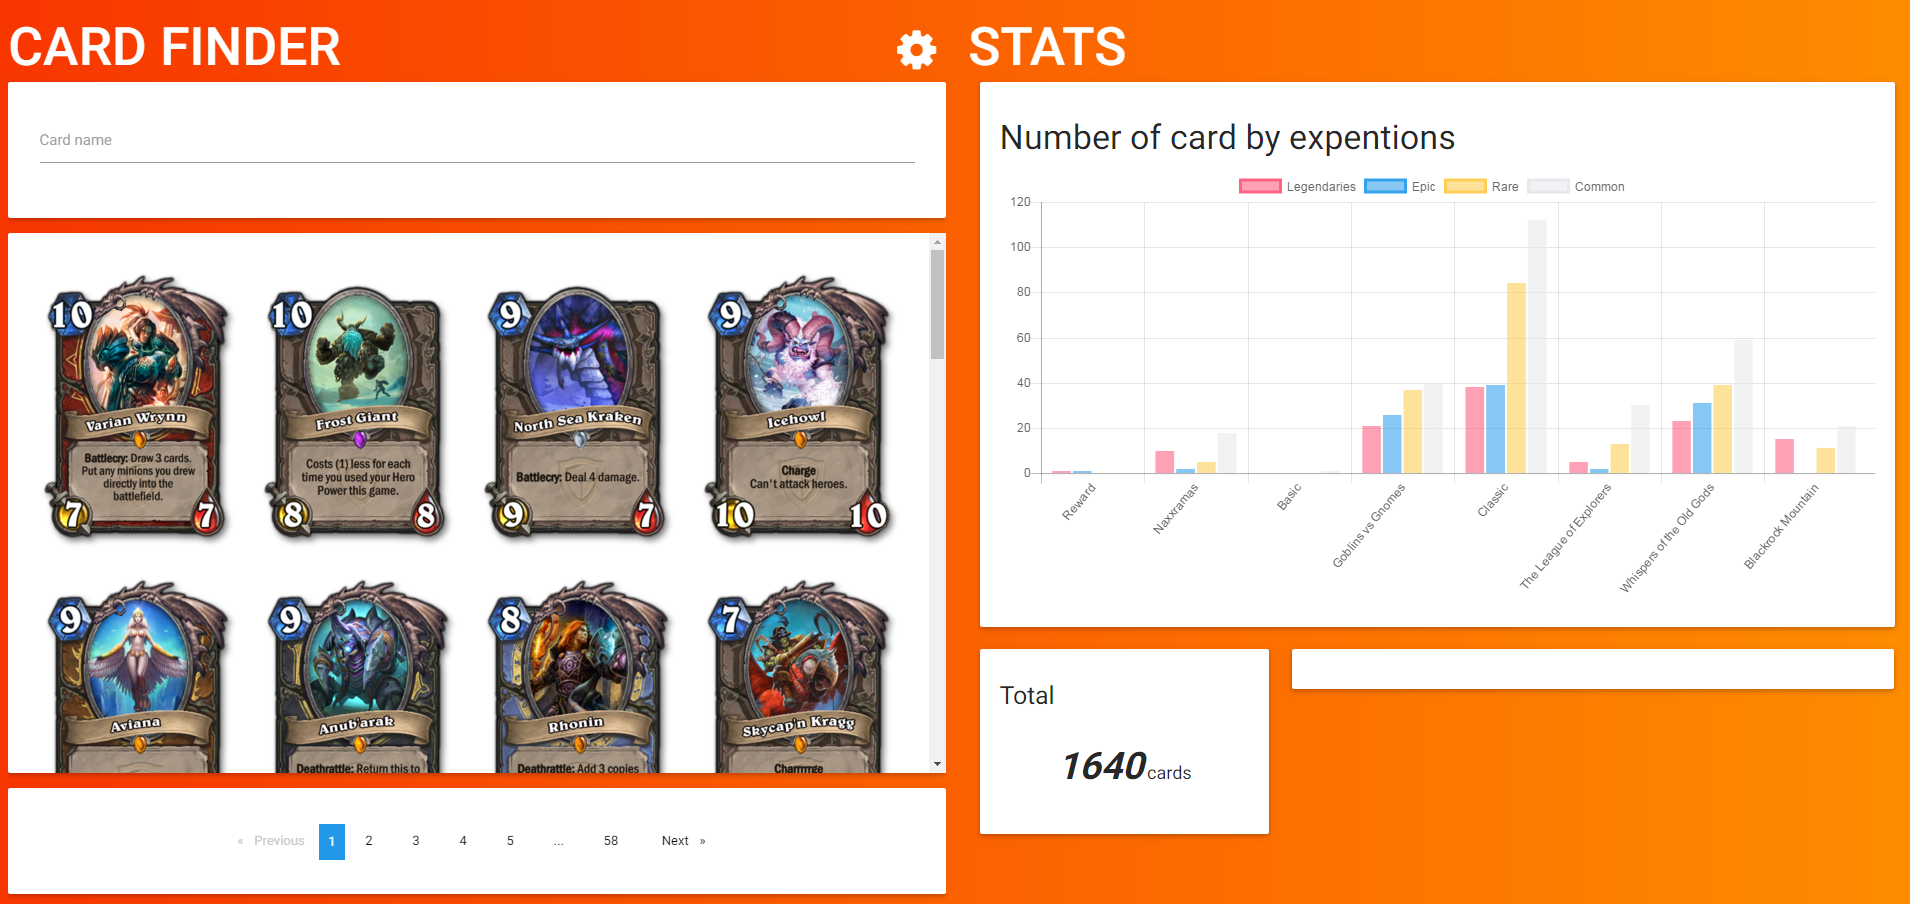 CARD FINDER
Card name
10
Varian Wrynn
Battlecry: Draw 3 cards.
Put any minions you drew
directly into the
battlefield.
7
7
10
Frost Giant
Costs (1) less for each
time you used your Hero
Power this game.
8
8
9
North Sea Kraken
Battlecry: Deal 4 damage.
9
7
9
Icehowl
Charge
Can't attack heroes.
10
10
9
Aviana
9
Anub'arak
Deathrattle: Return this to
8
Rhonin
Deathrattle: Add 3 copies
7
Skycap'n Kragg
Charrrrrge
« Previous 1 2 3 4 5 ... 58 Next »
STATS
Number of card by expentions
Legendaries Epic Rare Common
120
100
80
60
40
20
0
Reward
Naxxramas
Basic
Goblins vs Gnomes
Classic
The League of Explorers
Whispers of the Old Gods
Blackrock Mountain
Total
1640 cards